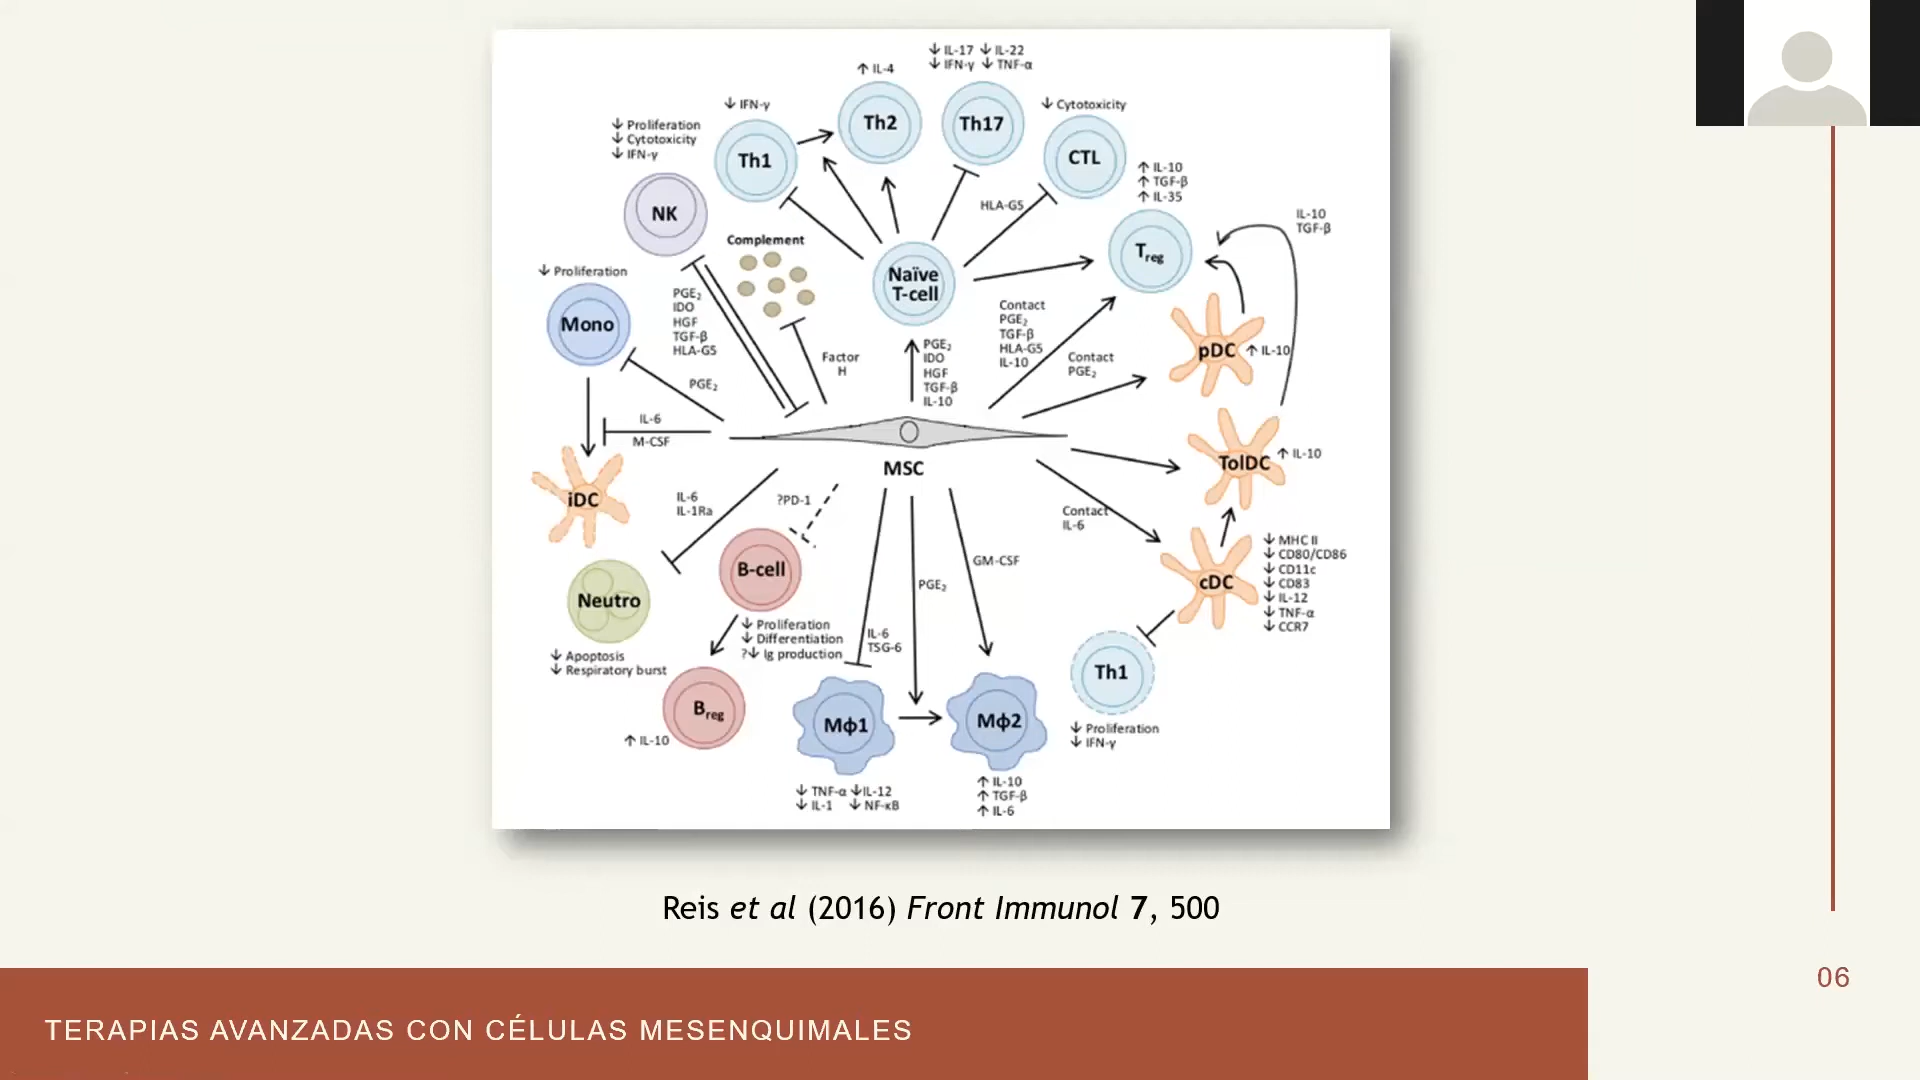 ↓ IL-17 ↓ IL-22
↓ IFN-γ ↓ TNF-α
↑ IL-4
↓ IFN-γ
↓ Cytotoxicity
↓ Proliferation
↓ Cytotoxicity
↓ IFN-γ
Th2
Th17
Th1
CTL
↑ IL-10
↑ TGF-β
↑ IL-35
NK
HLA-G5
IL-10
TGF-β
Complement
Treg
Naïve
T-cell
↓ Proliferation
Mono
PGE2
IDO
HGF
TGF-β
HLA-G5
Factor
H
PGE2
IDO
HGF
TGF-β
IL-10
Contact
PGE2
TGF-β
HLA-G5
IL-10
Contact
PGE2
pDC
↑ IL-10
PGE2
IL-6
M-CSF
MSC
TolDC
↑ IL-10
iDC
IL-6
IL-1Ra
?PD-1
Contact
IL-6
B-cell
PGE2
GM-CSF
cDC
↓ MHC II
↓ CD80/CD86
↓ CD11c
↓ CD83
↓ IL-12
↓ TNF-α
↓ CCR7
Neutro
↓ Apoptosis
↓ Respiratory burst
↓ Proliferation
↓ Differentiation
?↓ Ig production
IL-6
TSG-6
Th1
↓ Proliferation
↓ IFN-γ
Breg
↑ IL-10
Mφ1
Mφ2
↓ TNF-α ↓IL-12
↓ IL-1 ↓ NF-κB
↑ IL-10
↑ TGF-β
↑ IL-6
Reis et al (2016) Front Immunol 7, 500
06
TERAPIAS AVANZADAS CON CÉLULAS MESENQUIMALES